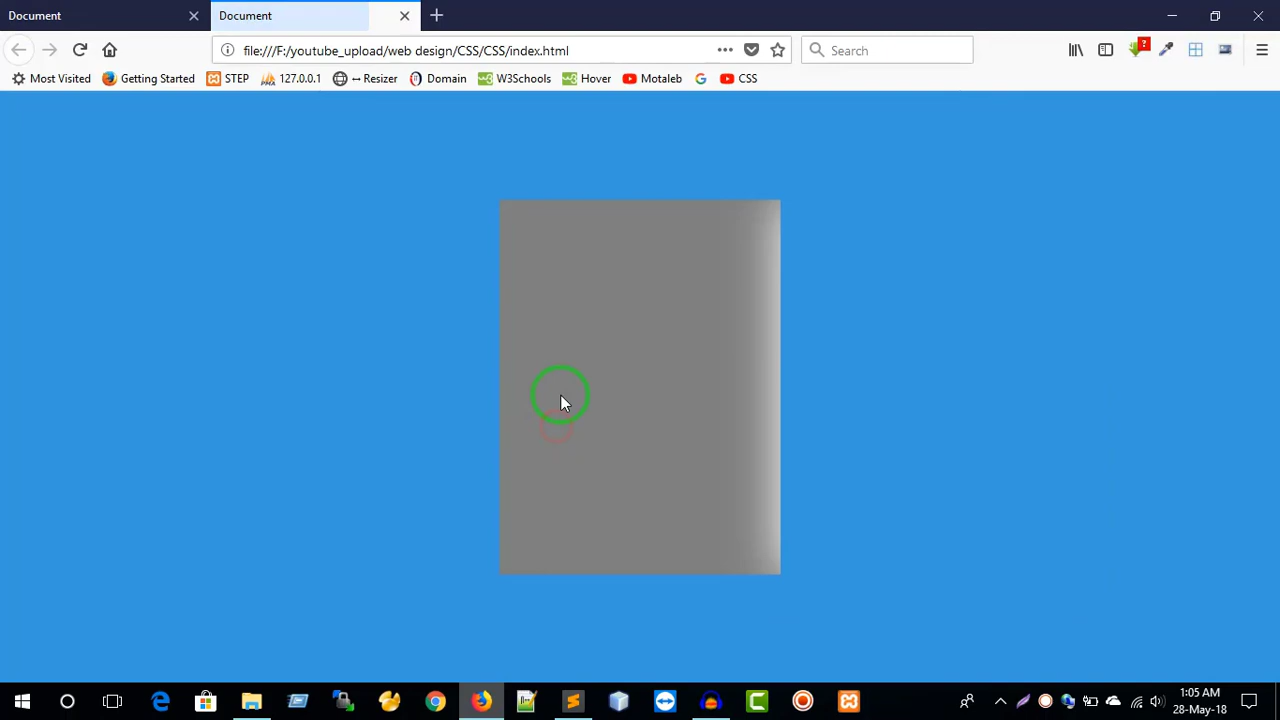 Document
Document
file:///F:/youtube_upload/web design/CSS/CSS/index.html
Search
?
Most Visited
Getting Started
STEP
PMA
127.0.0.1
↔ Resizer
Domain
W3Schools
Hover
Motaleb
CSS
1:05 AM
28-May-18